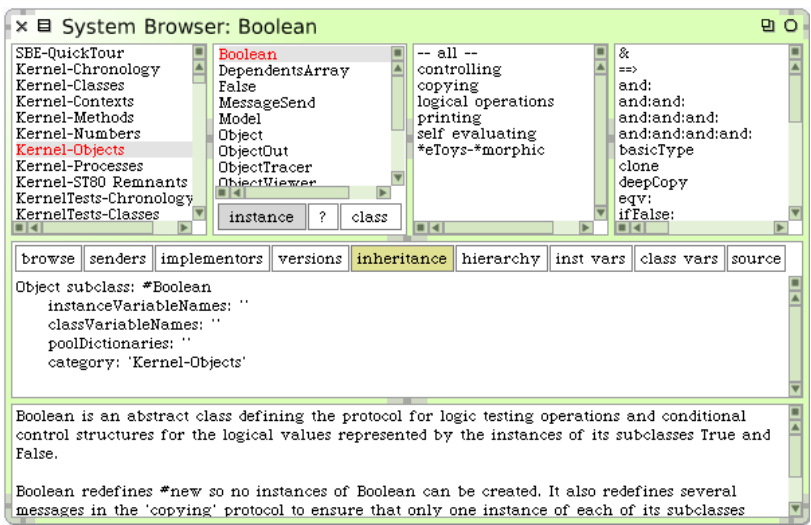 System Browser: Boolean
SBE-QuickTour
Kernel-Chronology
Kernel-Classes
Kernel-Contexts
Kernel-Methods
Kernel-Numbers
Kernel-Objects
Kernel-Processes
Kernel-ST80 Remnants
KernelTests-Chronology
KernelTests-Classes
Boolean
DependentsArray
False
MessageSend
Model
Object
ObjectOut
ObjectTracer
ObjectViewer
instance ? class
-- all --
controlling
copying
logical operations
printing
self evaluating
*eToys-*morphic
&
==>
and:
and:and:
and:and:and:
and:and:and:and:
basicType
clone
deepCopy
eqv:
ifFalse:
browse senders implementors versions inheritance hierarchy inst vars class vars source
Object subclass: #Boolean
instanceVariableNames: ''
classVariableNames: ''
poolDictionaries: ''
category: 'Kernel-Objects'
Boolean is an abstract class defining the protocol for logic testing operations and conditional
control structures for the logical values represented by the instances of its subclasses True and
False.
Boolean redefines #new so no instances of Boolean can be created. It also redefines several
messages in the 'copying' protocol to ensure that only one instance of each of its subclasses